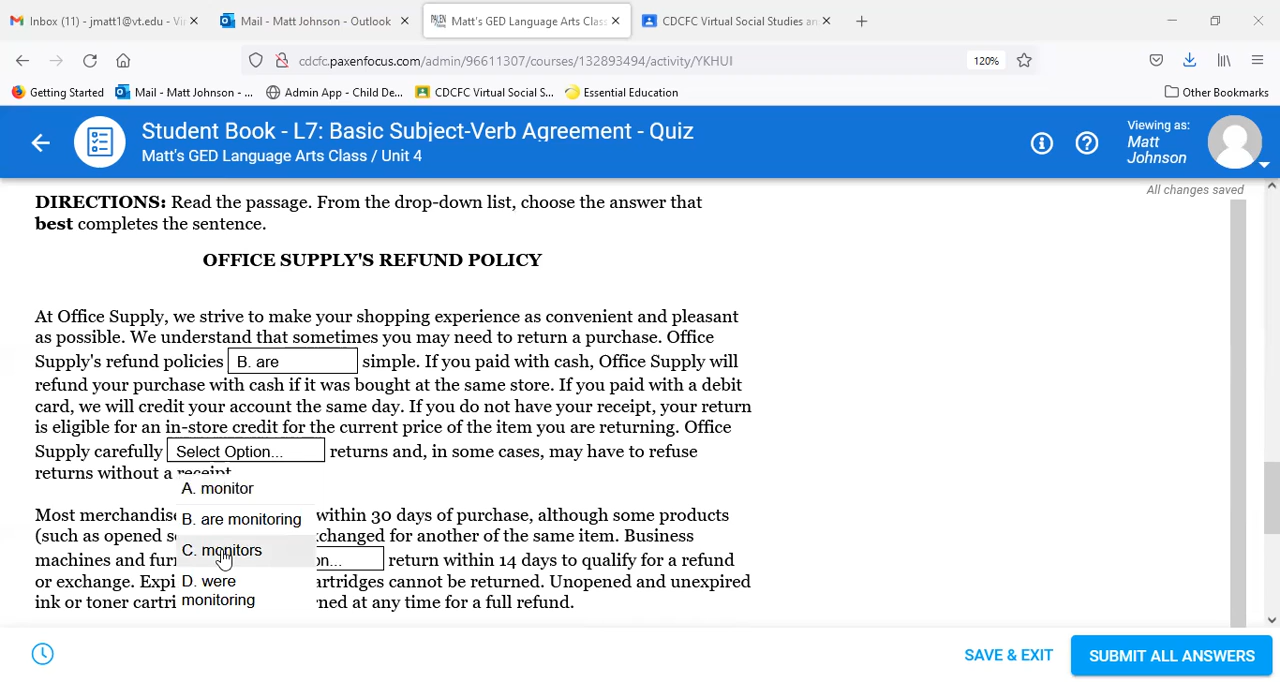 Inbox (11) - jmatt1@vt.edu - Vi
Mail - Matt Johnson - Outlook
PAXEN
Matt's GED Language Arts Clas
CDCFC Virtual Social Studies an
cdcfc.paxenfocus.com/admin/96611307/courses/132893494/activity/YKHUI
120%
Getting Started
Mail - Matt Johnson - ...
Admin App - Child De...
CDCFC Virtual Social S...
Essential Education
Other Bookmarks
Student Book - L7: Basic Subject-Verb Agreement - Quiz
Matt's GED Language Arts Class / Unit 4
Viewing as:
Matt
Johnson
All changes saved
DIRECTIONS: Read the passage. From the drop-down list, choose the answer that
best completes the sentence.
OFFICE SUPPLY'S REFUND POLICY
At Office Supply, we strive to make your shopping experience as convenient and pleasant
as possible. We understand that sometimes you may need to return a purchase. Office
Supply's refund policies B. are simple. If you paid with cash, Office Supply will
refund your purchase with cash if it was bought at the same store. If you paid with a debit
card, we will credit your account the same day. If you do not have your receipt, your return
is eligible for an in-store credit for the current price of the item you are returning. Office
Supply carefully Select Option... returns and, in some cases, may have to refuse
returns without a receipt
A. monitor
B. are monitoring
C. monitors
D. were
monitoring
Most merchandis within 30 days of purchase, although some products
(such as opened s changed for another of the same item. Business
machines and fur on... return within 14 days to qualify for a refund
or exchange. Expi artridges cannot be returned. Unopened and unexpired
ink or toner cartri ned at any time for a full refund.
SAVE & EXIT
SUBMIT ALL ANSWERS